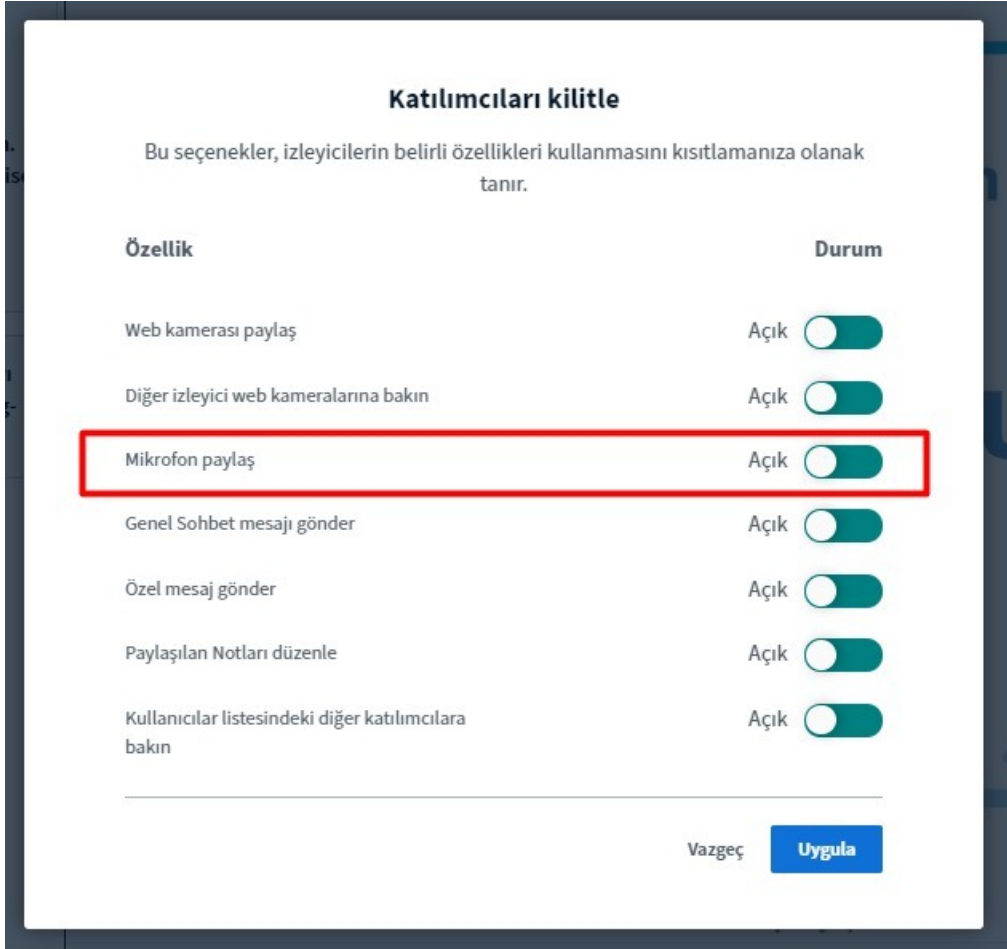 Katılımcıları kilitle
Bu seçenekler, izleyicilerin belirli özellikleri kullanmasını kısıtlamanıza olanak
tanır.
Özellik Durum
Web kamerası paylaş Açık
Diğer izleyici web kameralarına bakın Açık
Mikrofon paylaş Açık
Genel Sohbet mesajı gönder Açık
Özel mesaj gönder Açık
Paylaşılan Notları düzenle Açık
Kullanıcılar listesindeki diğer katılımcılara Açık
bakın
Vazgeç Uygula